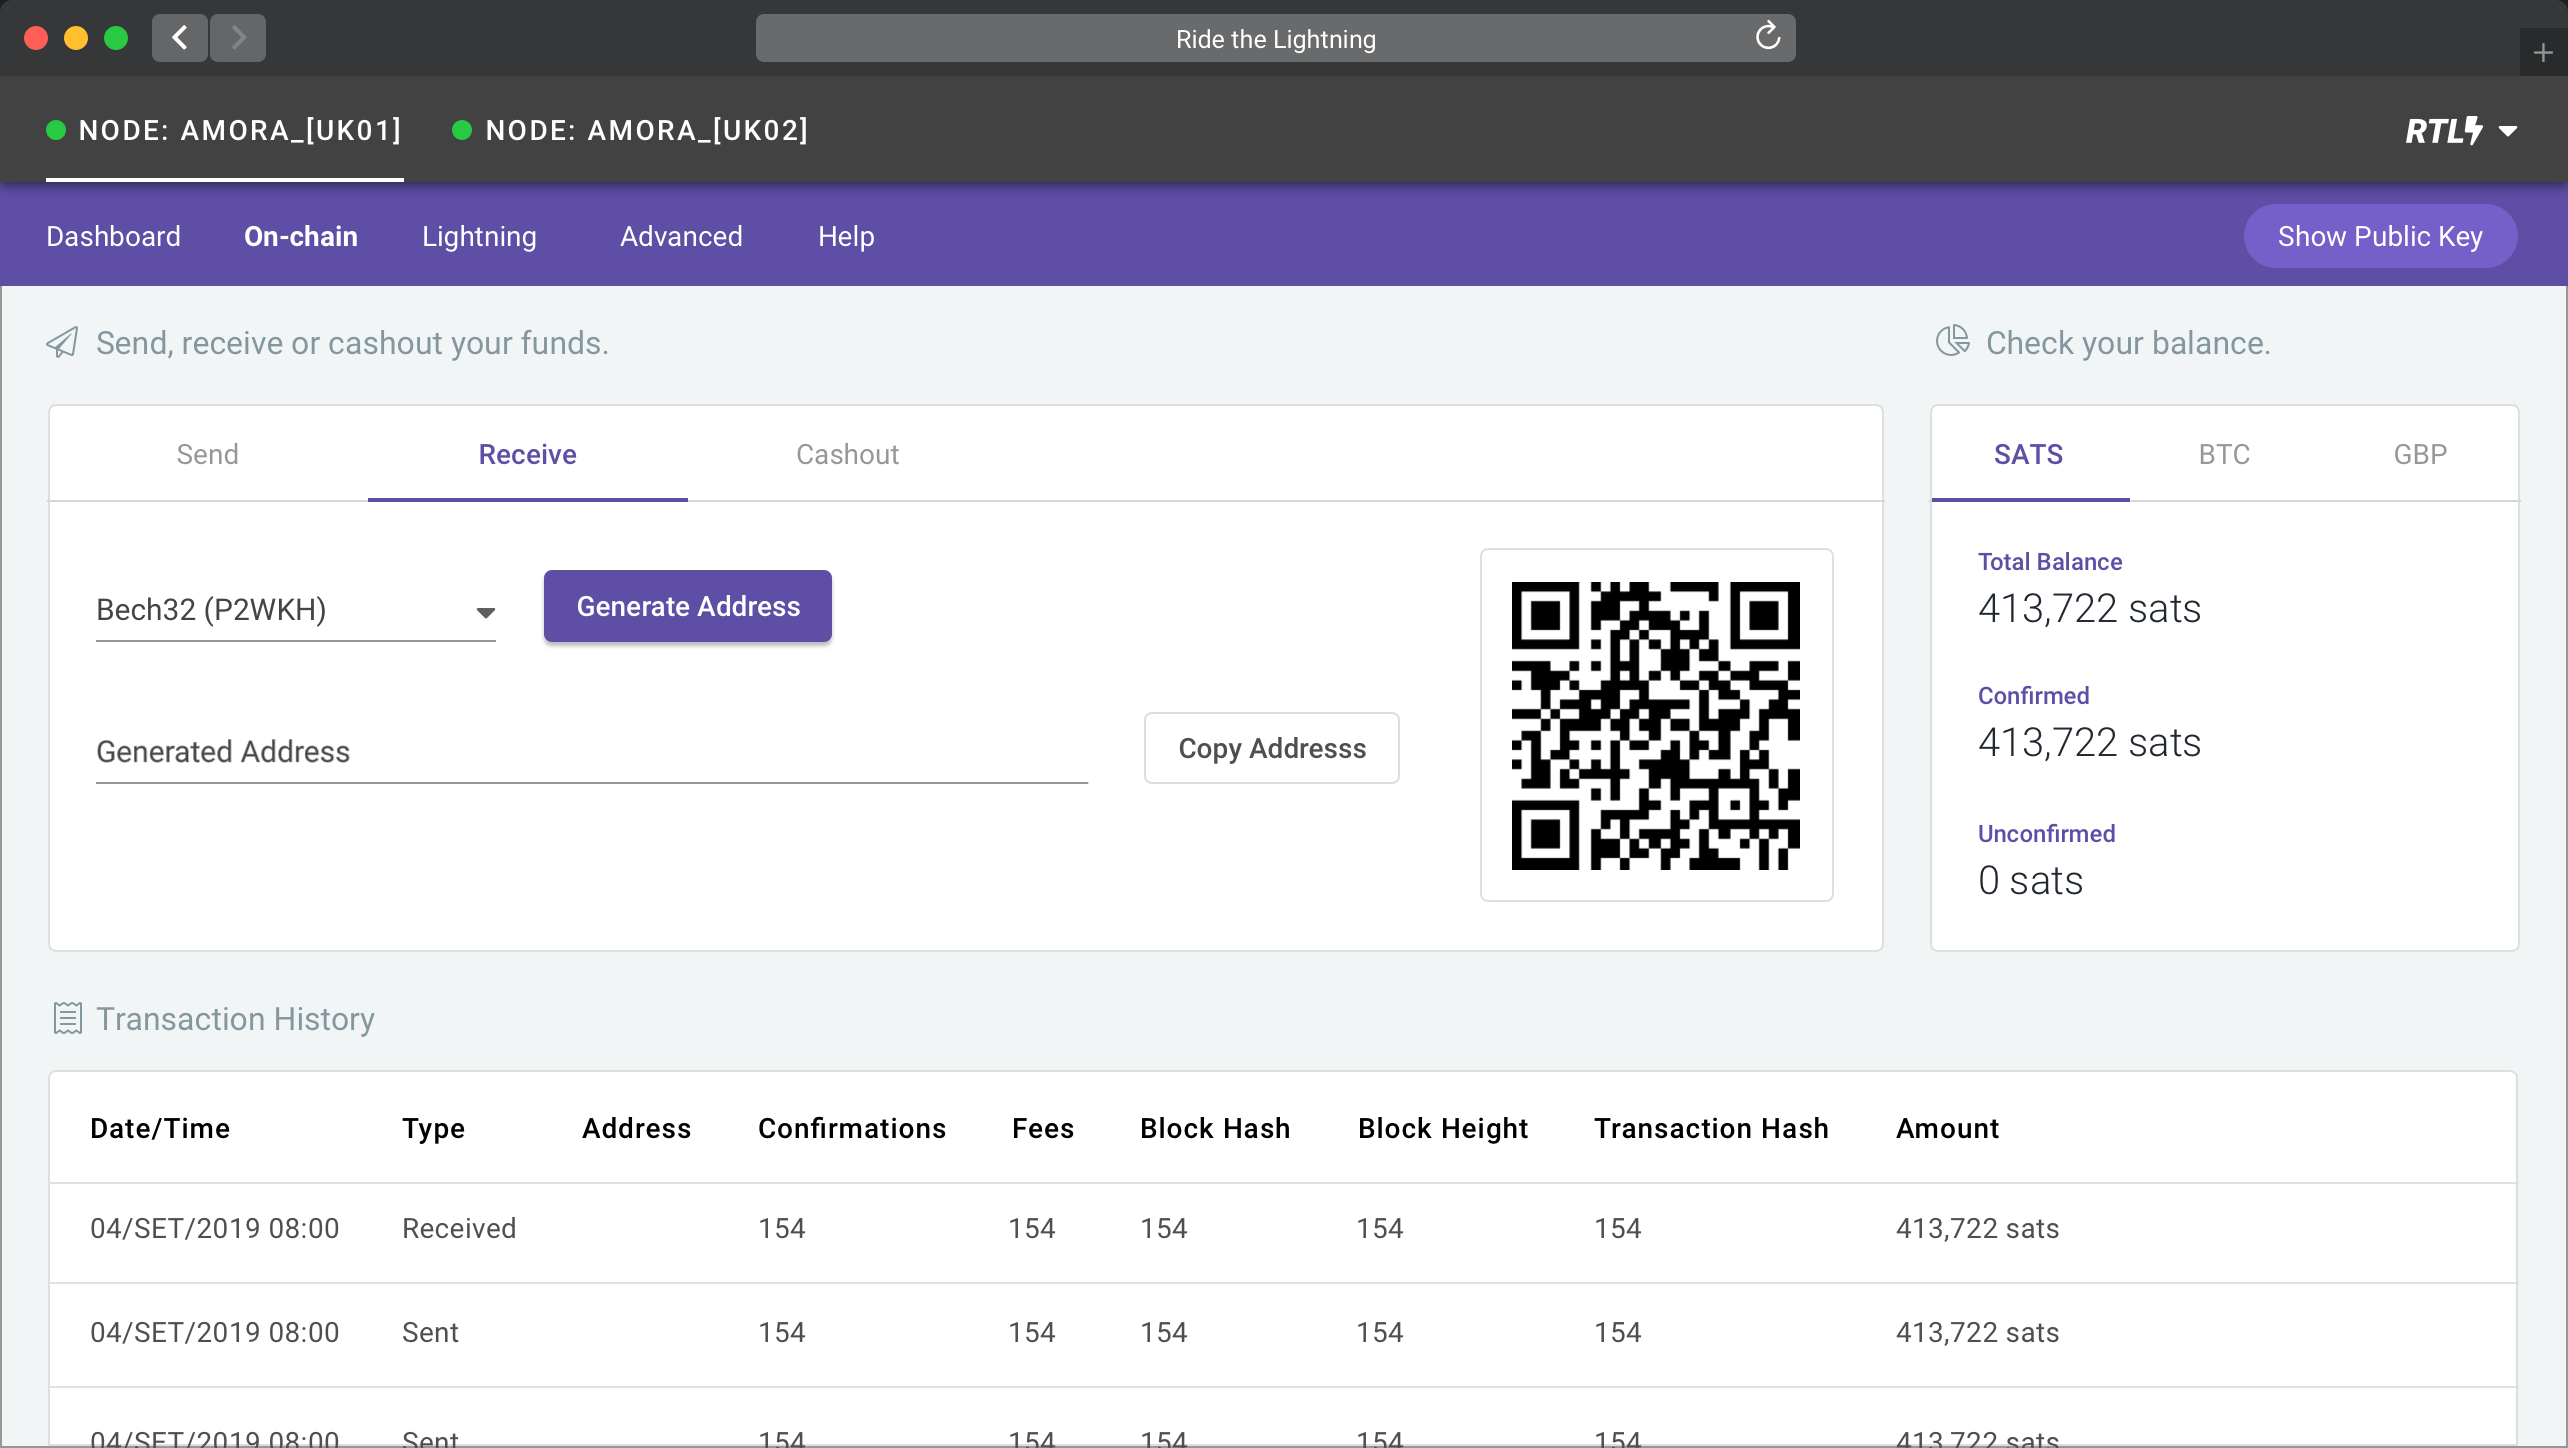 Ride the Lightning
NODE: AMORA_[UK01] NODE: AMORA_[UK02] RTL
Dashboard On-chain Lightning Advanced Help Show Public Key
Send, receive or cashout your funds. Check your balance.
Send Receive Cashout SATS BTC GBP
Total Balance
Bech32 (P2WKH) Generate Address 413,722 sats
Confirmed
Generated Address Copy Addresss 413,722 sats
Unconfirmed
0 sats
Transaction History
Date/Time Type Address Confirmations Fees Block Hash Block Height Transaction Hash Amount
04/SET/2019 08:00 Received 154 154 154 154 154 413,722 sats
04/SET/2019 08:00 Sent 154 154 154 154 154 413,722 sats
04/SET/2019 08:00 Sent 154 154 154 154 154 413,722 sats